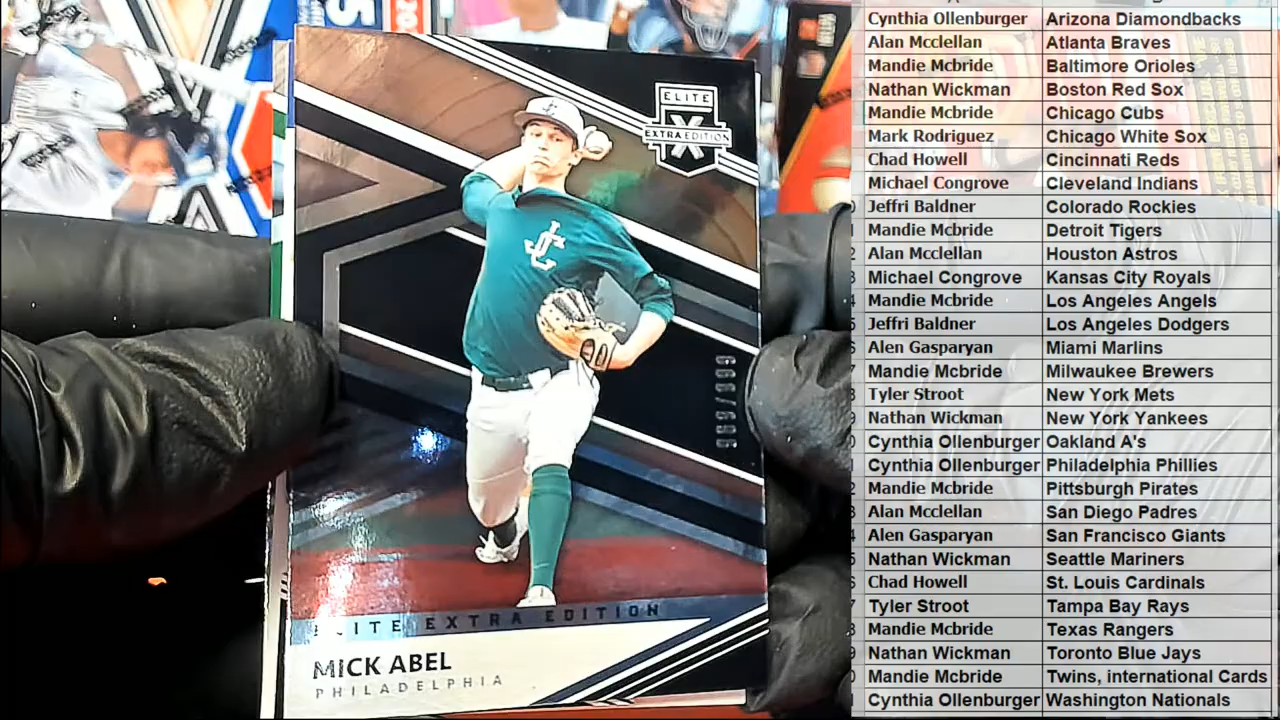 ELITE
X
EXTRA EDITION
JC
999/999
ELITE EXTRA EDITION
MICK ABEL
PHILADELPHIA
Cynthia Ollenburger Arizona Diamondbacks
Alan Mcclellan Atlanta Braves
Mandie Mcbride Baltimore Orioles
Nathan Wickman Boston Red Sox
Mandie Mcbride Chicago Cubs
Mark Rodriguez Chicago White Sox
Chad Howell Cincinnati Reds
Michael Congrove Cleveland Indians
Jeffri Baldner Colorado Rockies
Mandie Mcbride Detroit Tigers
Alan Mcclellan Houston Astros
Michael Congrove Kansas City Royals
Mandie Mcbride Los Angeles Angels
Jeffri Baldner Los Angeles Dodgers
Alen Gasparyan Miami Marlins
Mandie Mcbride Milwaukee Brewers
Tyler Stroot New York Mets
Nathan Wickman New York Yankees
Cynthia Ollenburger Oakland A's
Cynthia Ollenburger Philadelphia Phillies
Mandie Mcbride Pittsburgh Pirates
Alan Mcclellan San Diego Padres
Alen Gasparyan San Francisco Giants
Nathan Wickman Seattle Mariners
Chad Howell St. Louis Cardinals
Tyler Stroot Tampa Bay Rays
Mandie Mcbride Texas Rangers
Nathan Wickman Toronto Blue Jays
Mandie Mcbride Twins, international Cards
Cynthia Ollenburger Washington Nationals